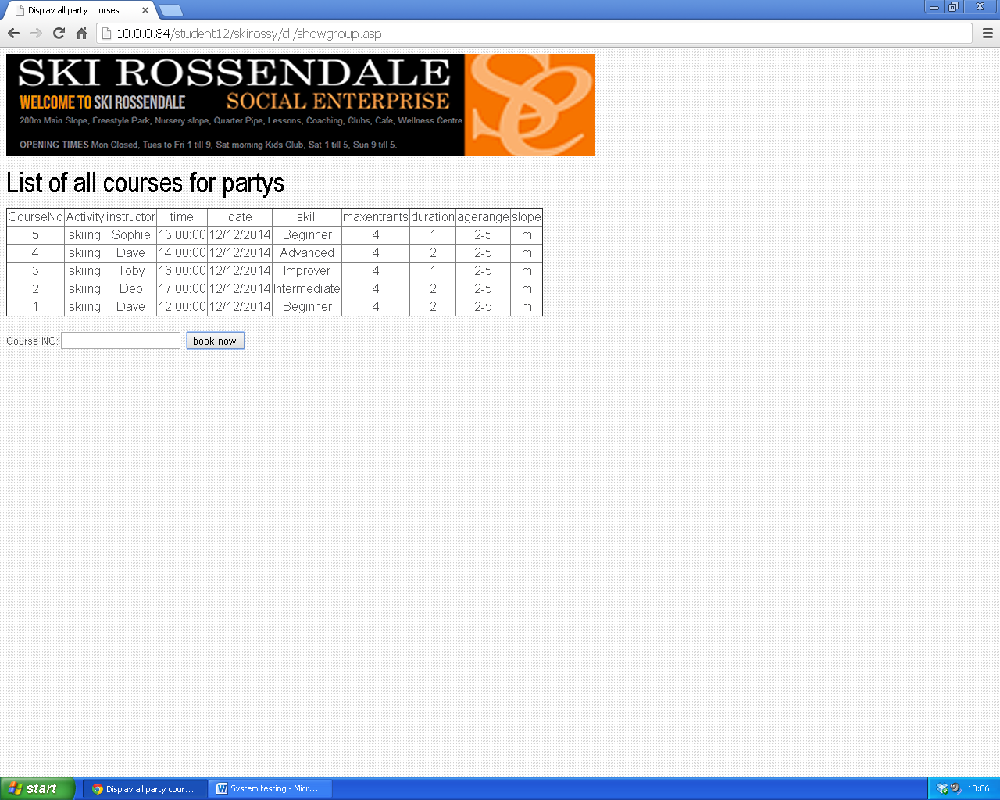 Display all party courses
10.0.0.84/student12/skirossy/di/showgroup.asp
SKI ROSSENDALE
WELCOME TO SKI ROSSENDALE SOCIAL ENTERPRISE
200m Main Slope, Freestyle Park, Nursery slope, Quarter Pipe, Lessons, Coaching, Clubs, Cafe, Wellness Centre
OPENING TIMES Mon Closed, Tues to Fri 1 till 9, Sat morning Kids Club, Sat 1 till 5, Sun 9 till 5.
List of all courses for partys
CourseNo Activity instructor time date skill maxentrants duration agerange slope
5 skiing Sophie 13:00:00 12/12/2014 Beginner 4 1 2-5 m
4 skiing Dave 14:00:00 12/12/2014 Advanced 4 2 2-5 m
3 skiing Toby 16:00:00 12/12/2014 Improver 4 1 2-5 m
2 skiing Deb 17:00:00 12/12/2014 Intermediate 4 2 2-5 m
1 skiing Dave 12:00:00 12/12/2014 Beginner 4 2 2-5 m
Course NO: book now!
start Display all party cour... System testing - Micr... 13:06